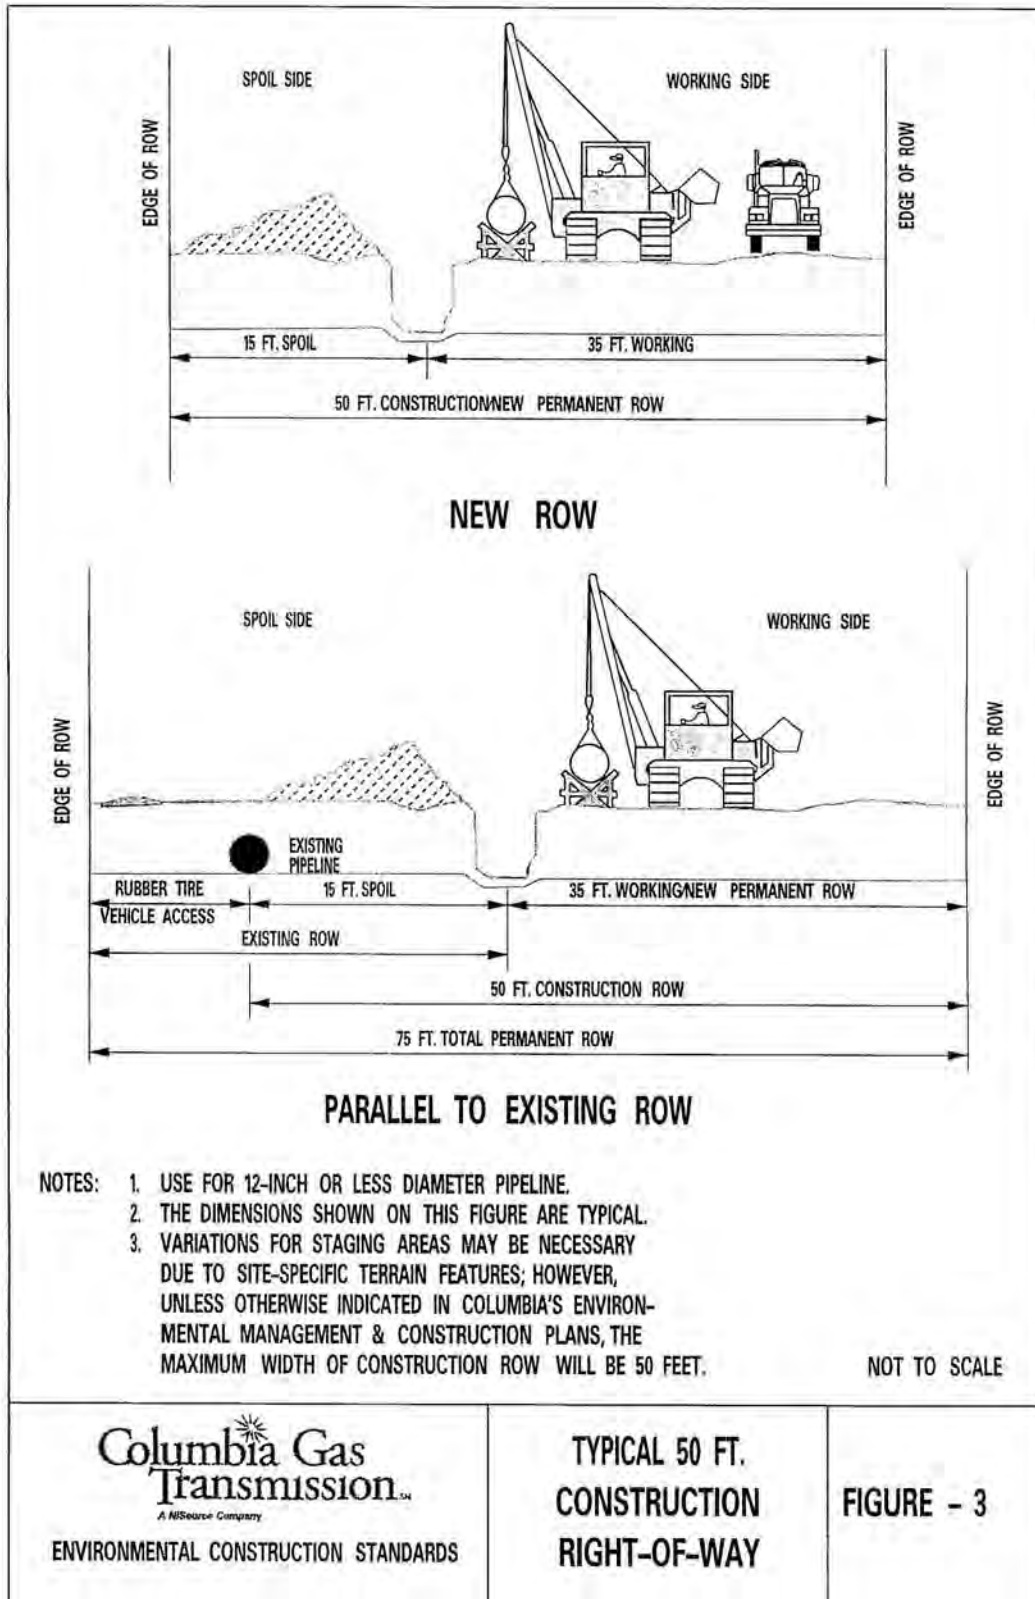 SPOIL SIDE
WORKING SIDE
EDGE OF ROW
EDGE OF ROW
15 FT. SPOIL
35 FT. WORKING
50 FT. CONSTRUCTION/NEW PERMANENT ROW
NEW ROW
SPOIL SIDE
WORKING SIDE
EDGE OF ROW
EDGE OF ROW
EXISTING
PIPELINE
RUBBER TIRE
VEHICLE ACCESS
15 FT. SPOIL
35 FT. WORKING/NEW PERMANENT ROW
EXISTING ROW
50 FT. CONSTRUCTION ROW
75 FT. TOTAL PERMANENT ROW
PARALLEL TO EXISTING ROW
NOTES: 1. USE FOR 12-INCH OR LESS DIAMETER PIPELINE.
2. THE DIMENSIONS SHOWN ON THIS FIGURE ARE TYPICAL.
3. VARIATIONS FOR STAGING AREAS MAY BE NECESSARY
DUE TO SITE-SPECIFIC TERRAIN FEATURES; HOWEVER,
UNLESS OTHERWISE INDICATED IN COLUMBIA'S ENVIRON-
MENTAL MANAGEMENT & CONSTRUCTION PLANS, THE
MAXIMUM WIDTH OF CONSTRUCTION ROW WILL BE 50 FEET.
NOT TO SCALE
Columbia Gas
Transmission
A NiSource Company
ENVIRONMENTAL CONSTRUCTION STANDARDS
TYPICAL 50 FT.
CONSTRUCTION
RIGHT-OF-WAY
FIGURE - 3